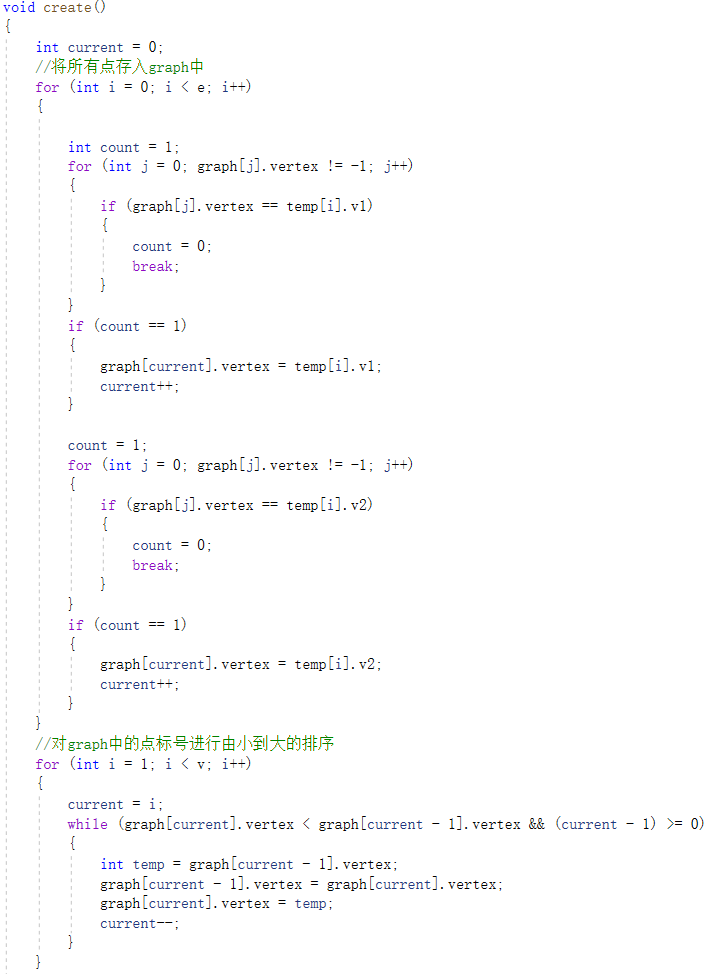 void create()
{
    int current = 0;
    //将所有点存入graph中
    for (int i = 0; i < e; i++)
    {
        int count = 1;
        for (int j = 0; graph[j].vertex != -1; j++)
        {
            if (graph[j].vertex == temp[i].v1)
            {
                count = 0;
                break;
            }
        }
        if (count == 1)
        {
            graph[current].vertex = temp[i].v1;
            current++;
        }
        count = 1;
        for (int j = 0; graph[j].vertex != -1; j++)
        {
            if (graph[j].vertex == temp[i].v2)
            {
                count = 0;
                break;
            }
        }
        if (count == 1)
        {
            graph[current].vertex = temp[i].v2;
            current++;
        }
    }
    //对graph中的点标号进行由小到大的排序
    for (int i = 1; i < v; i++)
    {
        current = i;
        while (graph[current].vertex < graph[current - 1].vertex && (current - 1) >= 0)
        {
            int temp = graph[current - 1].vertex;
            graph[current - 1].vertex = graph[current].vertex;
            graph[current].vertex = temp;
            current--;
        }
    }